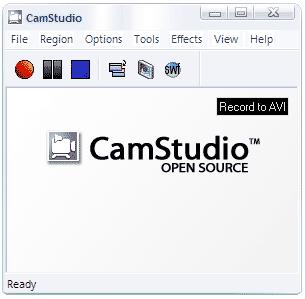 CamStudio
File Region Options Tools Effects View Help
SWF
Record to AVI
CamStudio™
OPEN SOURCE
Ready